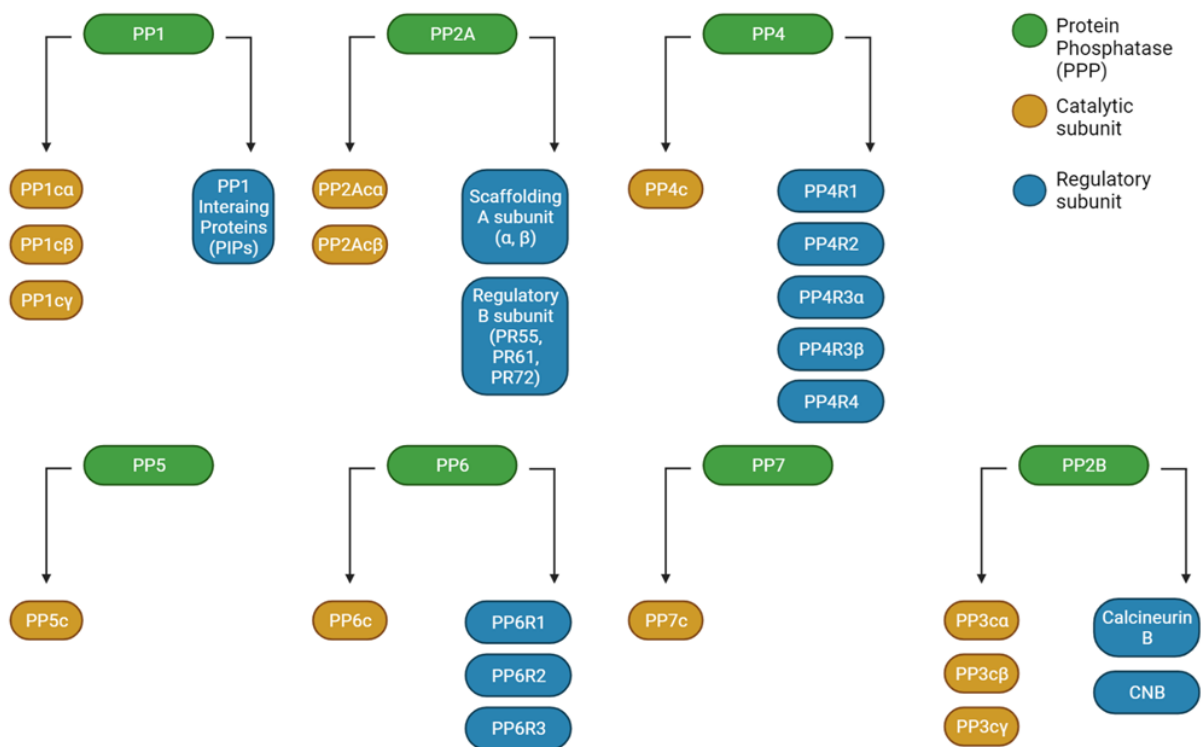 PP1
PP2A
PP4
Protein
Phosphatase
(PPP)
Catalytic
subunit
Regulatory
subunit
PP1cα
PP1cβ
PP1cγ
PP1
Interaing
Proteins
(PIPs)
PP2Acα
PP2Acβ
Scaffolding
A subunit
(α, β)
Regulatory
B subunit
(PR55,
PR61,
PR72)
PP4c
PP4R1
PP4R2
PP4R3α
PP4R3β
PP4R4
PP5
PP6
PP7
PP2B
PP5c
PP6c
PP6R1
PP6R2
PP6R3
PP7c
PP3cα
PP3cβ
PP3cγ
Calcineurin
B
CNB